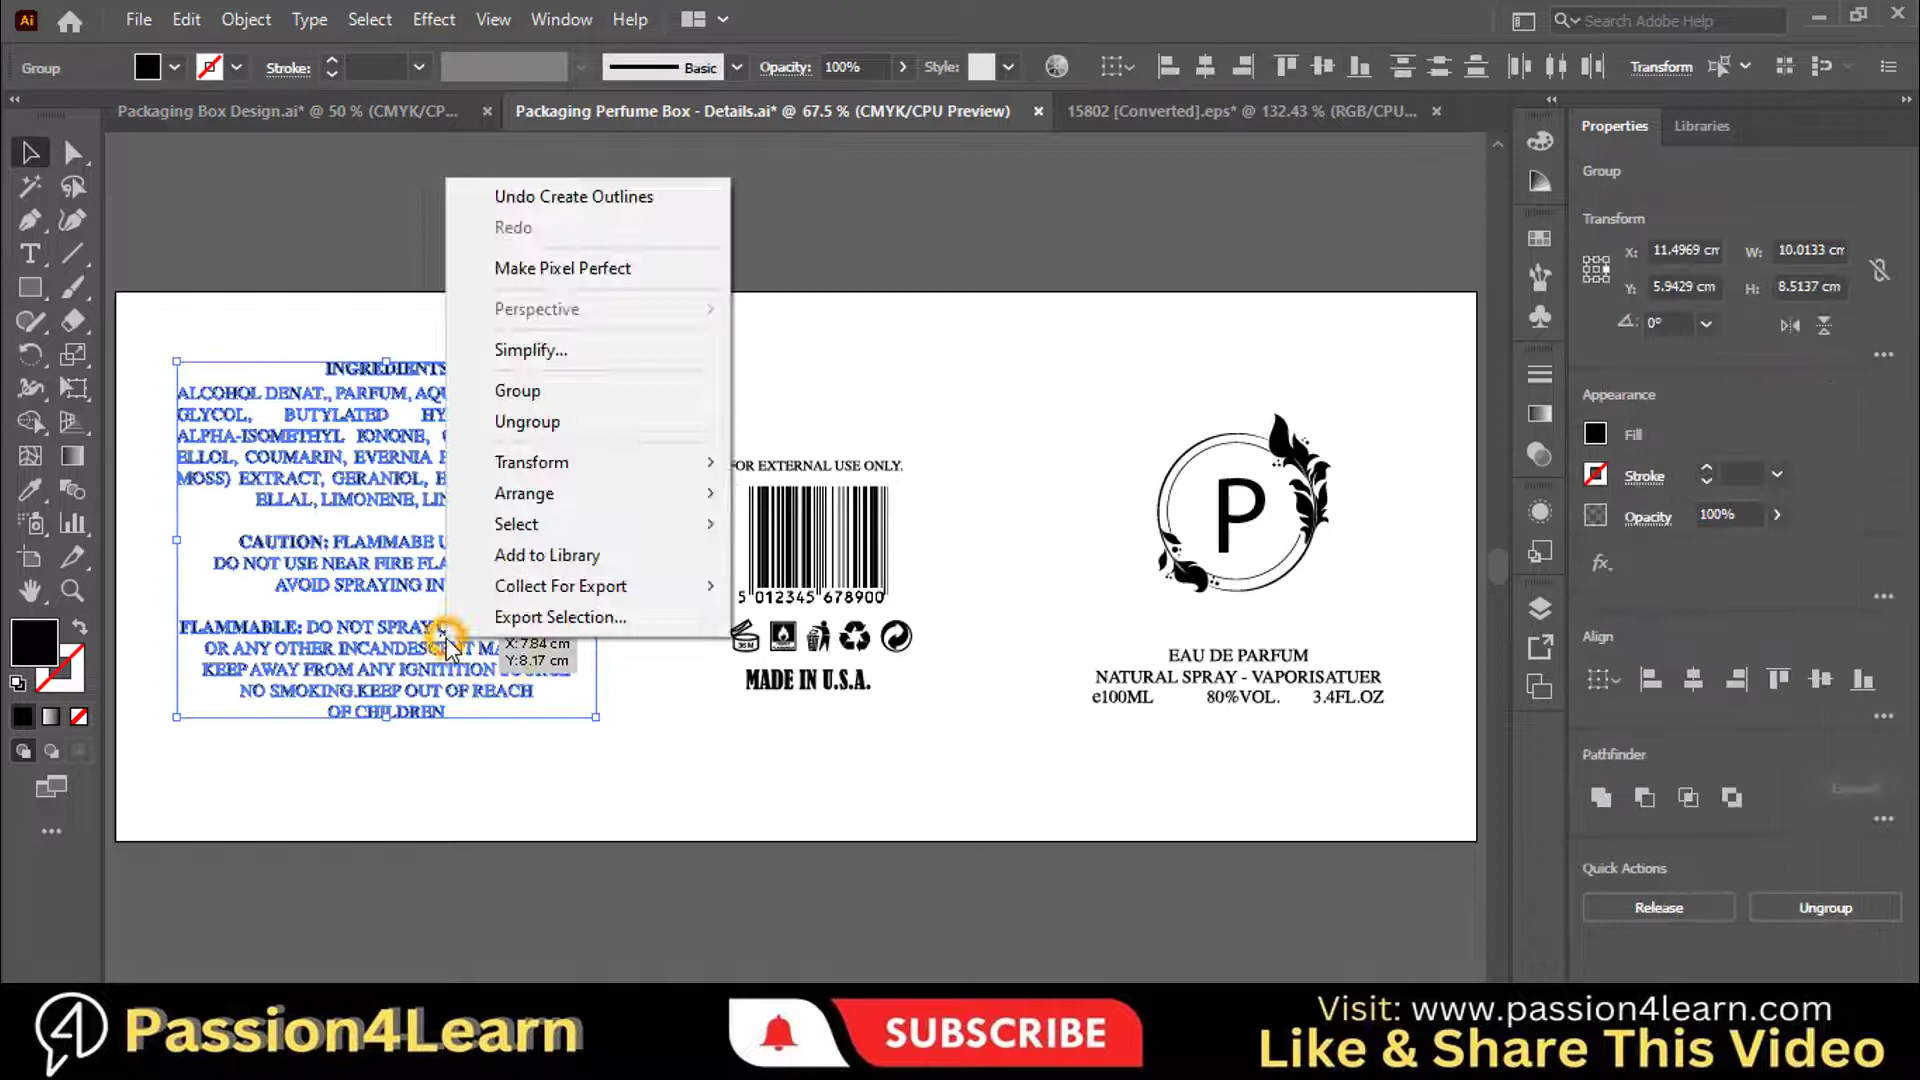 Ai File Edit Object Type Select Effect View Window Help Search Adobe Help
Group Stroke: Basic Opacity: 100% Style: Transform
Packaging Box Design.ai* @ 50 % (CMYK/CP... Packaging Perfume Box - Details.ai* @ 67.5 % (CMYK/CPU Preview) 15802 [Converted].eps* @ 132.43 % (RGB/CPU...
Undo Create Outlines
Redo
Make Pixel Perfect
Perspective
Simplify...
Group
Ungroup
Transform
Arrange
Select
Add to Library
Collect For Export
Export Selection...
X: 7.84 cm
Y: 8.17 cm
INGREDIENTS
ALCOHOL DENAT., PARFUM,
GLYCOL, BUTYLATED
ALPHA-ISOMETHYL IONONE,
ELLOL, COUMARIN, EVERNIA
MOSS) EXTRACT, GERANIOL,
ELLAL, LIMONENE,
CAUTION: FLAMMABE
DO NOT USE NEAR FIRE
AVOID SPRAYING IN
FLAMMABLE: DO NOT SPRAY
OR ANY OTHER INCANDESCENT
KEEP AWAY FROM ANY IGNITITION SOURCE
NO SMOKING.KEEP OUT OF REACH
OF CHILDREN
FOR EXTERNAL USE ONLY.
5 012345 678900
36M
MADE IN U.S.A.
P
EAU DE PARFUM
NATURAL SPRAY - VAPORISATUER
e100ML 80%VOL. 3.4FL.OZ
Properties Libraries
Group
Transform
X: 11.4969 cm W: 10.0133 cm
Y: 5.9429 cm H: 8.5137 cm
0°
Appearance
Fill
Stroke
Opacity 100%
fx
Align
Pathfinder
Expand
Quick Actions
Release Ungroup
Passion4Learn
SUBSCRIBE
Visit: www.passion4learn.com
Like & Share This Video